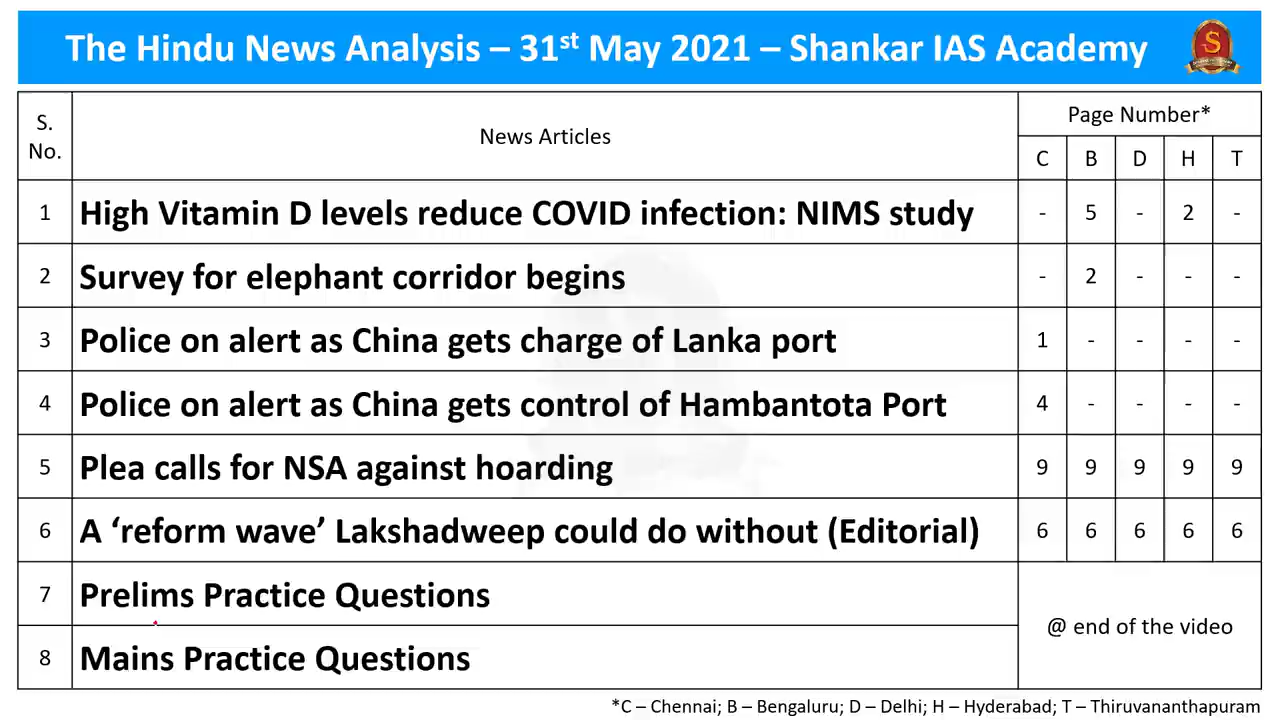 The Hindu News Analysis – 31st May 2021 – Shankar IAS Academy
S. No. News Articles Page Number*
C B D H T
1 High Vitamin D levels reduce COVID infection: NIMS study - 5 - 2 -
2 Survey for elephant corridor begins - 2 - - -
3 Police on alert as China gets charge of Lanka port 1 - - - -
4 Police on alert as China gets control of Hambantota Port 4 - - - -
5 Plea calls for NSA against hoarding 9 9 9 9 9
6 A ‘reform wave’ Lakshadweep could do without (Editorial) 6 6 6 6 6
7 Prelims Practice Questions
@ end of the video
8 Mains Practice Questions
*C – Chennai; B – Bengaluru; D – Delhi; H – Hyderabad; T – Thiruvananthapuram